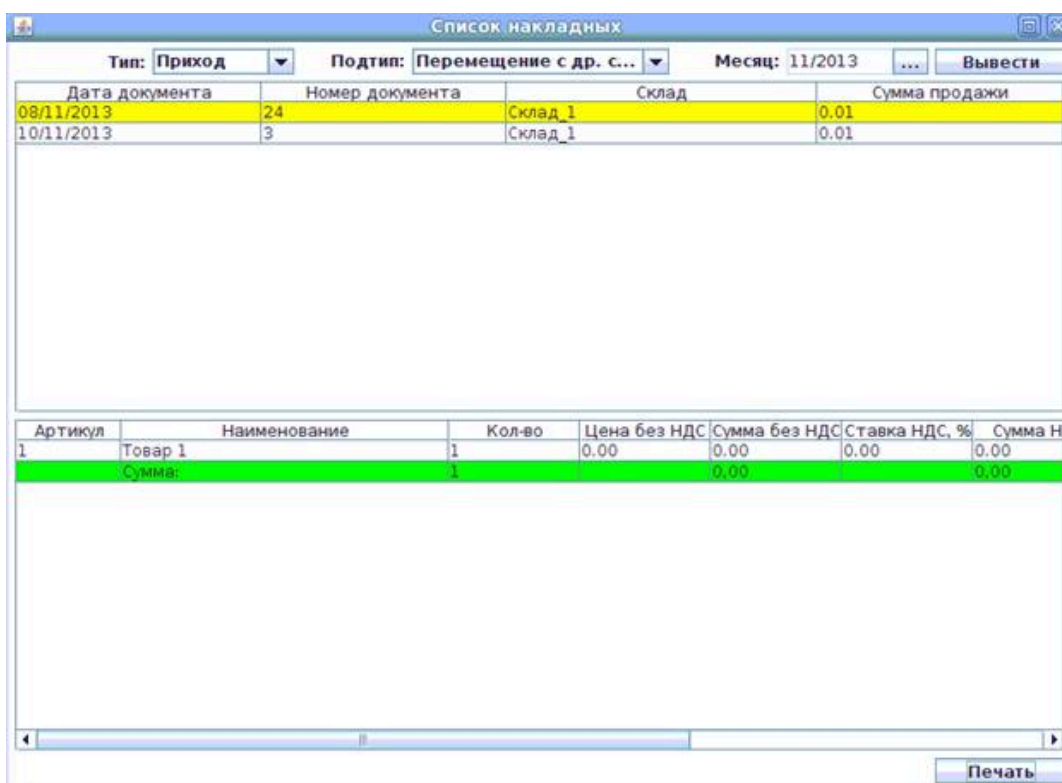 Список накладных
Тип: Приход Подтип: Перемещение с др. с... Месяц: 11/2013 ... Вывести
Дата документа Номер документа Склад Сумма продажи
08/11/2013 24 Склад_1 0.01
10/11/2013 3 Склад_1 0.01
Артикул Наименование Кол-во Цена без НДС Сумма без НДС Ставка НДС, % Сумма Н
1 Товар 1 1 0.00 0.00 0.00 0.00
Сумма: 1 0,00 0,00
Печать